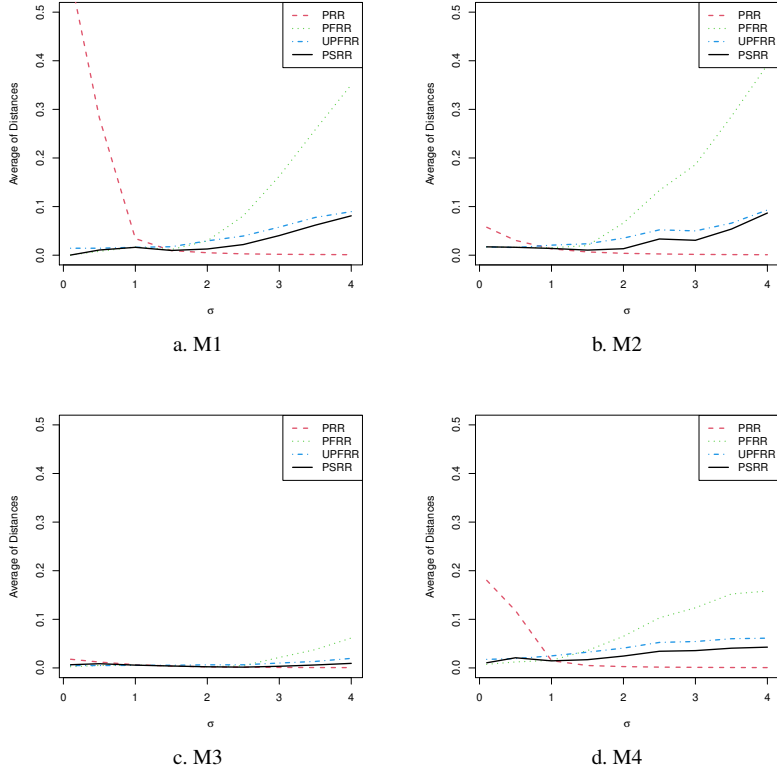 0.5
0.4
0.3
0.2
0.1
0.0
Average of Distances
PRR
PFRR
UPFRR
PSRR
0 1 2 3 4
σ
a. M1
0.5
0.4
0.3
0.2
0.1
0.0
Average of Distances
PRR
PFRR
UPFRR
PSRR
0 1 2 3 4
σ
b. M2
0.5
0.4
0.3
0.2
0.1
0.0
Average of Distances
PRR
PFRR
UPFRR
PSRR
0 1 2 3 4
σ
c. M3
0.5
0.4
0.3
0.2
0.1
0.0
Average of Distances
PRR
PFRR
UPFRR
PSRR
0 1 2 3 4
σ
d. M4